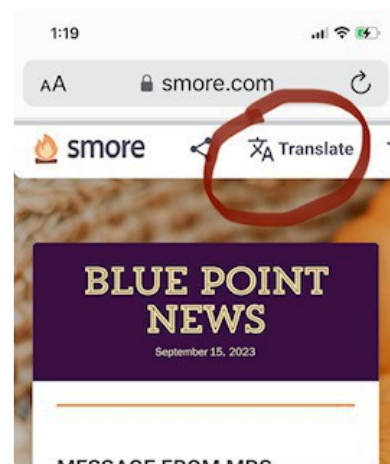 1:19
AA smore.com
smore Translate
BLUE POINT
NEWS
September 15, 2023
MESSAGE FROM MRS.